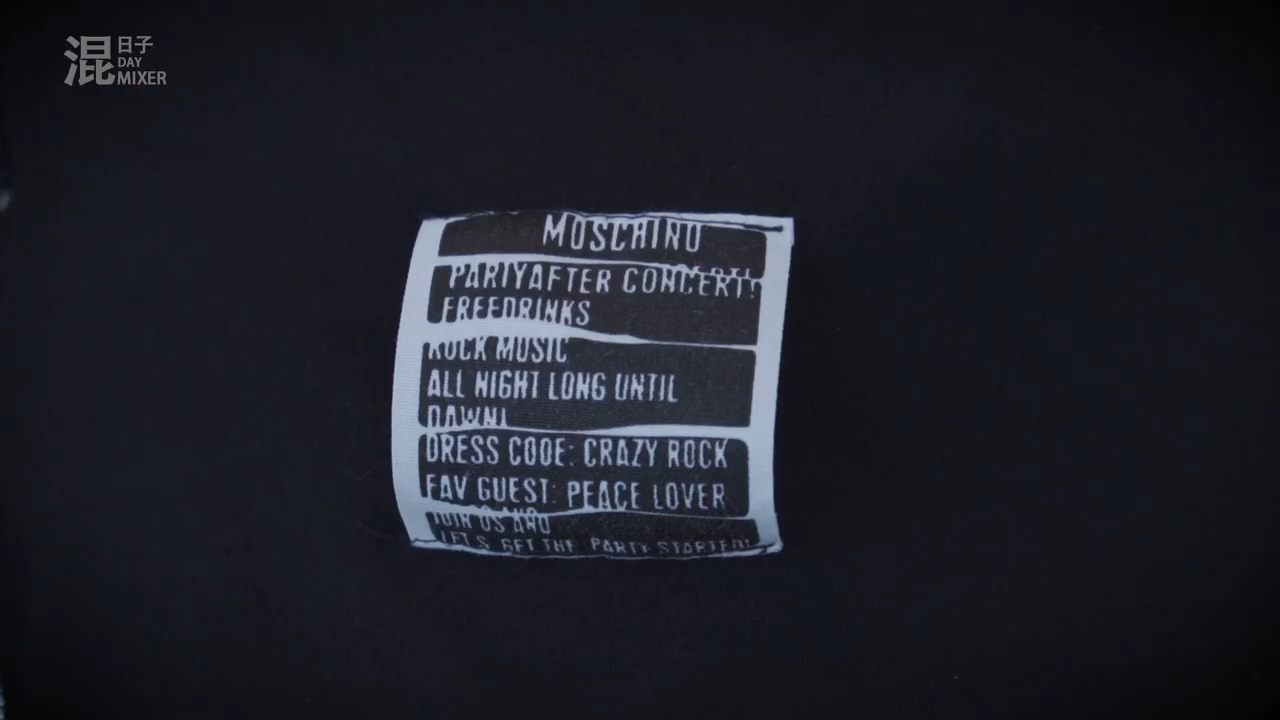 混
日子
DAY
MIXER
MOSCHINO
PARTYAFTER CONCERT!
FREEDRINKS
ROCK MUSIC
ALL NIGHT LONG UNTIL
DAWN!
DRESS CODE: CRAZY ROCK
FAV GUEST: PEACE LOVER
JOIN US AND
LET'S GET THE PARTY STARTED!